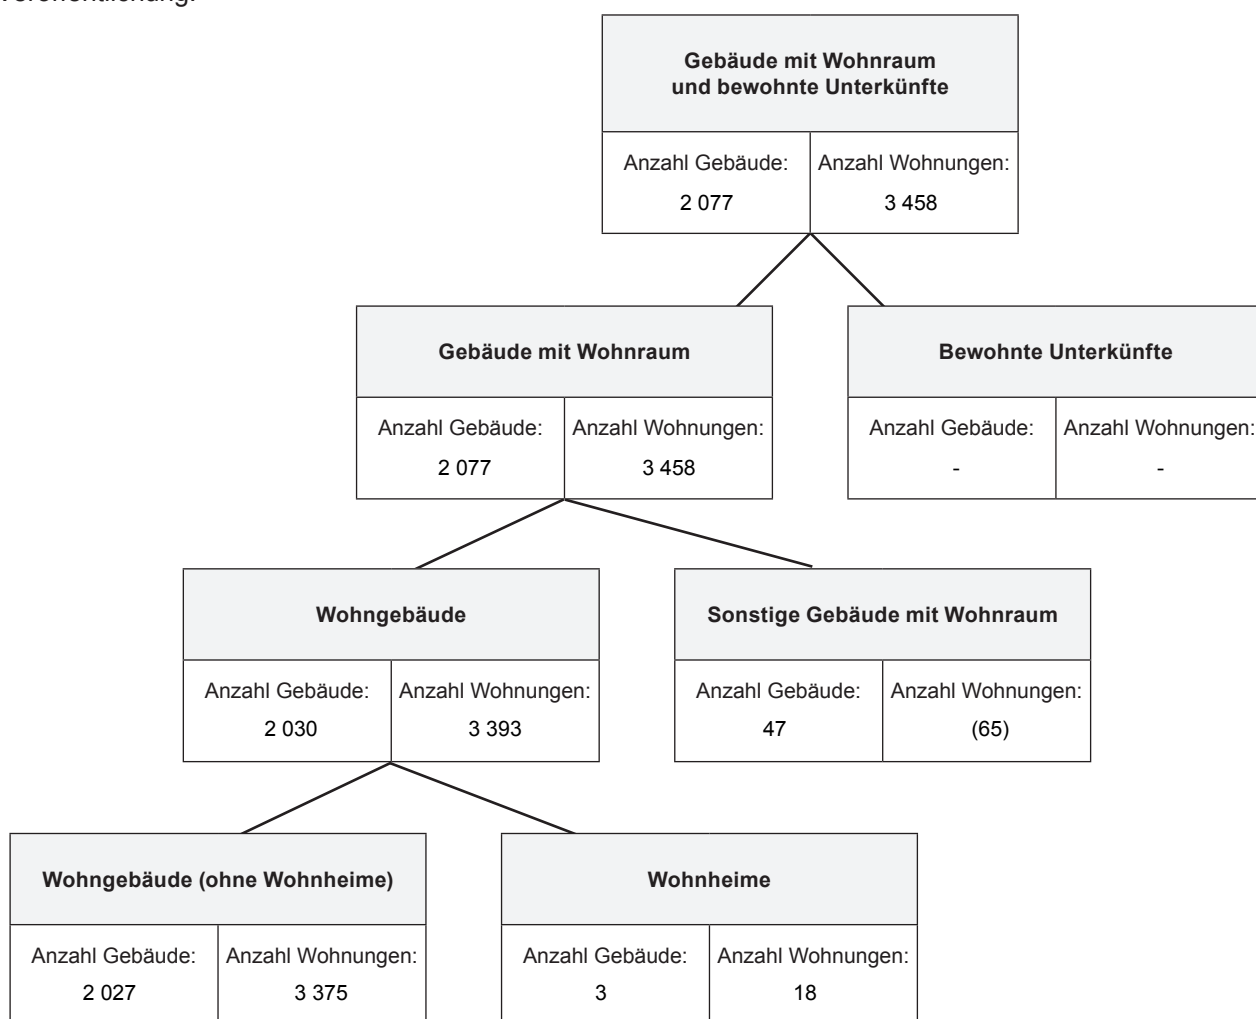 Veröffentlichung.
Gebäude mit Wohnraum
und bewohnte Unterkünfte
Anzahl Gebäude: Anzahl Wohnungen:
2 077 3 458
Gebäude mit Wohnraum Bewohnte Unterkünfte
Anzahl Gebäude: Anzahl Wohnungen: Anzahl Gebäude: Anzahl Wohnungen:
2 077 3 458 - -
Wohngebäude Sonstige Gebäude mit Wohnraum
Anzahl Gebäude: Anzahl Wohnungen: Anzahl Gebäude: Anzahl Wohnungen:
2 030 3 393 47 (65)
Wohngebäude (ohne Wohnheime) Wohnheime
Anzahl Gebäude: Anzahl Wohnungen: Anzahl Gebäude: Anzahl Wohnungen:
2 027 3 375 3 18